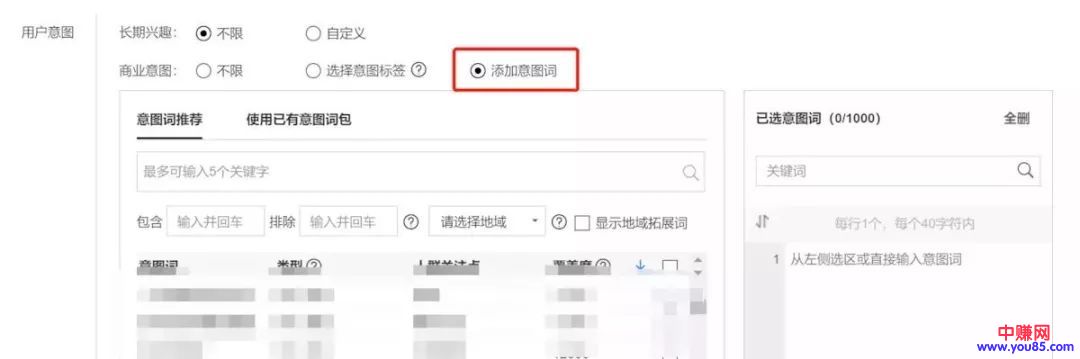 用户意图 长期兴趣: 不限 自定义
商业意图: 不限 选择意图标签 ? 添加意图词
意图词推荐 使用已有意图词包 已选意图词 (0/1000) 全删
最多可输入5个关键字 关键词
包含 输入并回车 排除 输入并回车 ? 请选择地域 ? 显示地域拓展词 每行1个，每个40字符内
意图词 类型 ? 人群关注点 覆盖度 ?
1 从左侧选区或直接输入意图词
中赚网
www.you85.com